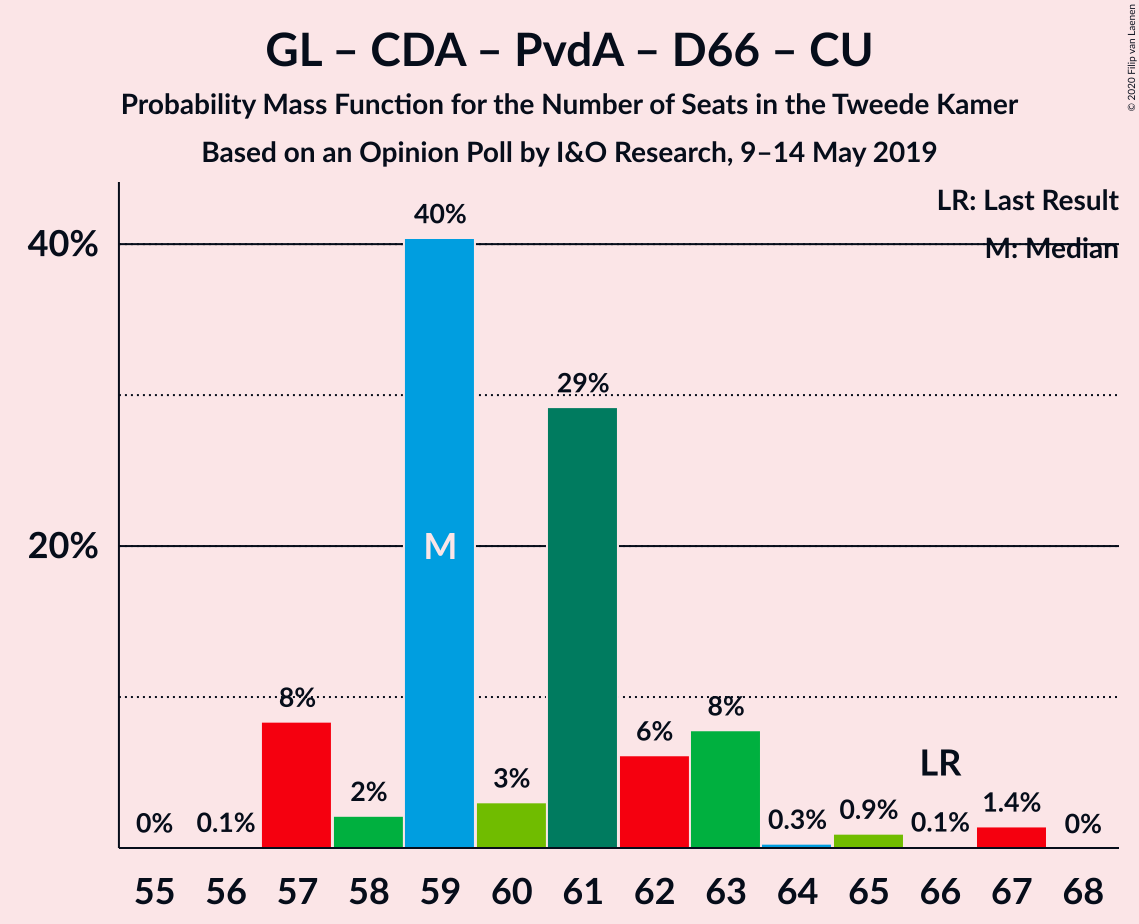 GL – CDA – PvdA – D66 – CU
Probability Mass Function for the Number of Seats in the Tweede Kamer
Based on an Opinion Poll by I&O Research, 9–14 May 2019
© 2020 Filip van Laenen
LR: Last Result
M: Median
40%
20%
0%
0.1%
8%
2%
40%
M
3%
29%
6%
8%
0.3%
0.9%
LR
0.1%
1.4%
0%
55 56 57 58 59 60 61 62 63 64 65 66 67 68